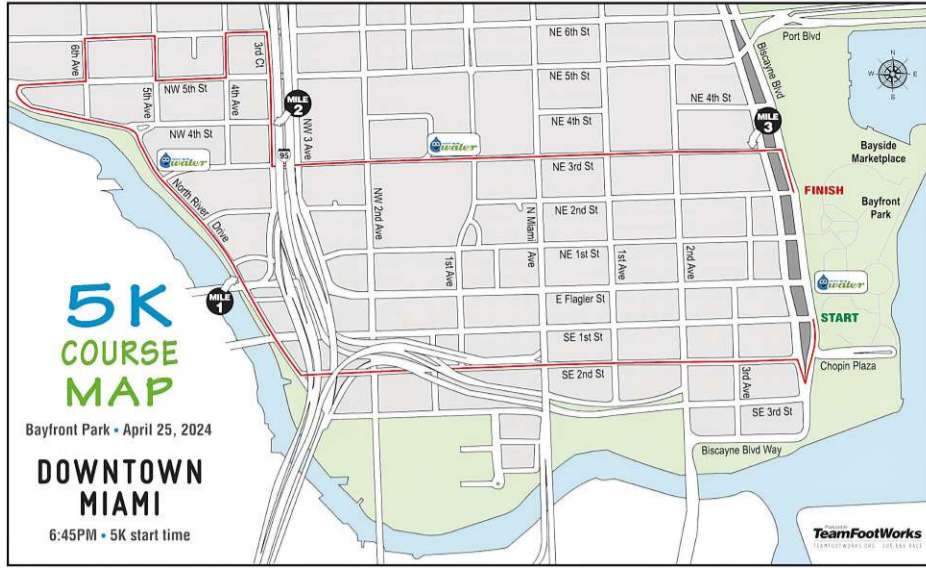 6th Ave
3rd Ct
NE 6th St
Biscayne Blvd
Port Blvd
N
W
E
S
5th Ave
NW 5th St
4th Ave
MILE
2
NW 3 Ave
NE 5th St
NE 4th St
NE 4th St
MILE
3
NW 4th St
water
95
water
Bayside
Marketplace
NE 3rd St
FINISH
North River Drive
NW 2nd Ave
N Miami Ave
NE 2nd St
Bayfront
Park
1st Ave
NE 1st St
1st Ave
2nd Ave
water
MILE
1
E Flagler St
START
5K
COURSE
MAP
SE 1st St
SE 2nd St
3rd Ave
Chopin Plaza
SE 3rd St
Biscayne Blvd Way
Bayfront Park • April 25, 2024
DOWNTOWN
MIAMI
6:45PM • 5K start time
TeamFootWorks